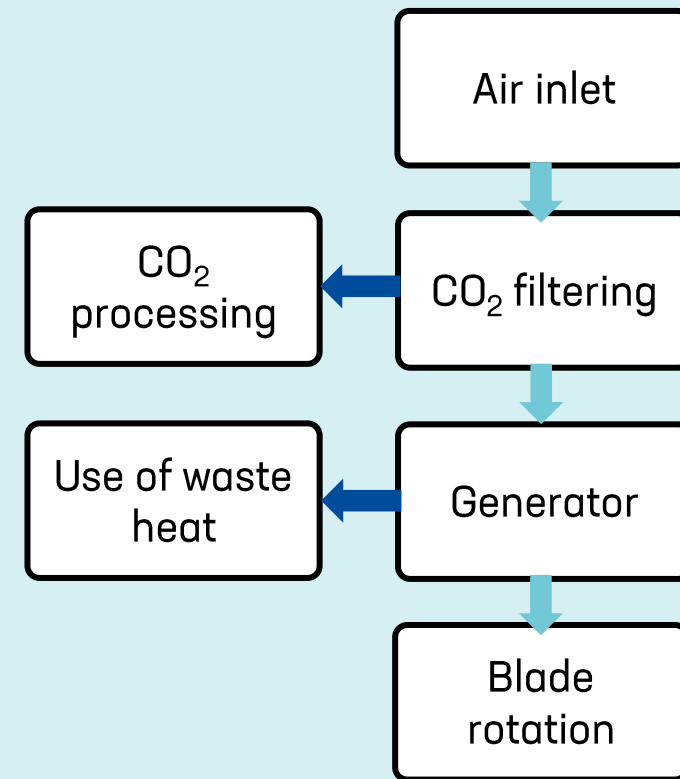 Air inlet
CO₂
processing
CO₂ filtering
Use of waste
heat
Generator
Blade
rotation